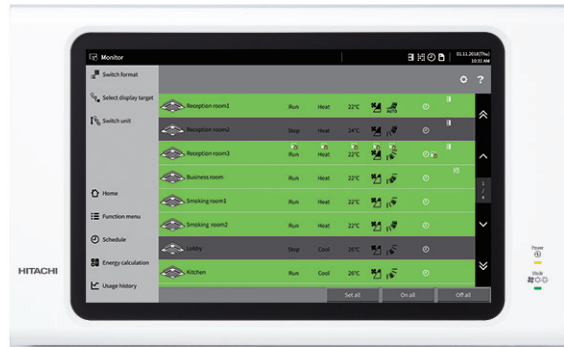 Monitor
01.11.2018(Thu)
10:31 AM
Switch format
?
Select display target
Switch unit
Reception room1 Run Heat 22°C AUTO
Reception room2 Stop Heat 24°C
Reception room3 Run Heat 22°C
Business room Run Heat 22°C
Smoking room1 Run Heat 22°C
Smoking room2 Run Heat 22°C
Lobby Stop Cool 26°C
Kitchen Run Cool 26°C
1
/
4
Home
Function menu
Schedule
Energy calculation
Usage history
Set all On all Off all
HITACHI
Power
Mode